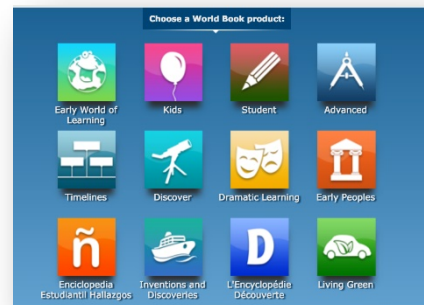 Choose a World Book product:
Early World of
Learning
Kids
Student
Advanced
Timelines
Discover
Dramatic Learning
Early Peoples
ñ
Enciclopedia
Estudiantil Hallazgos
Inventions and
Discoveries
D
L'Encyclopédie
Découverte
Living Green